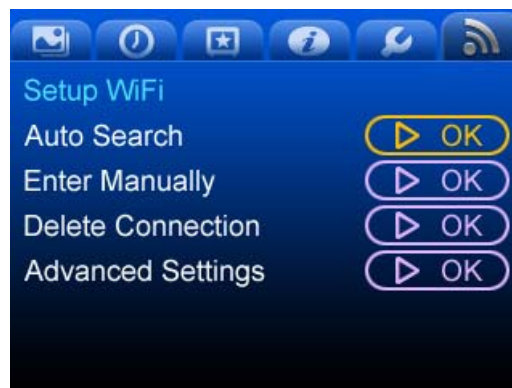 Setup WiFi
Auto Search OK
Enter Manually OK
Delete Connection OK
Advanced Settings OK